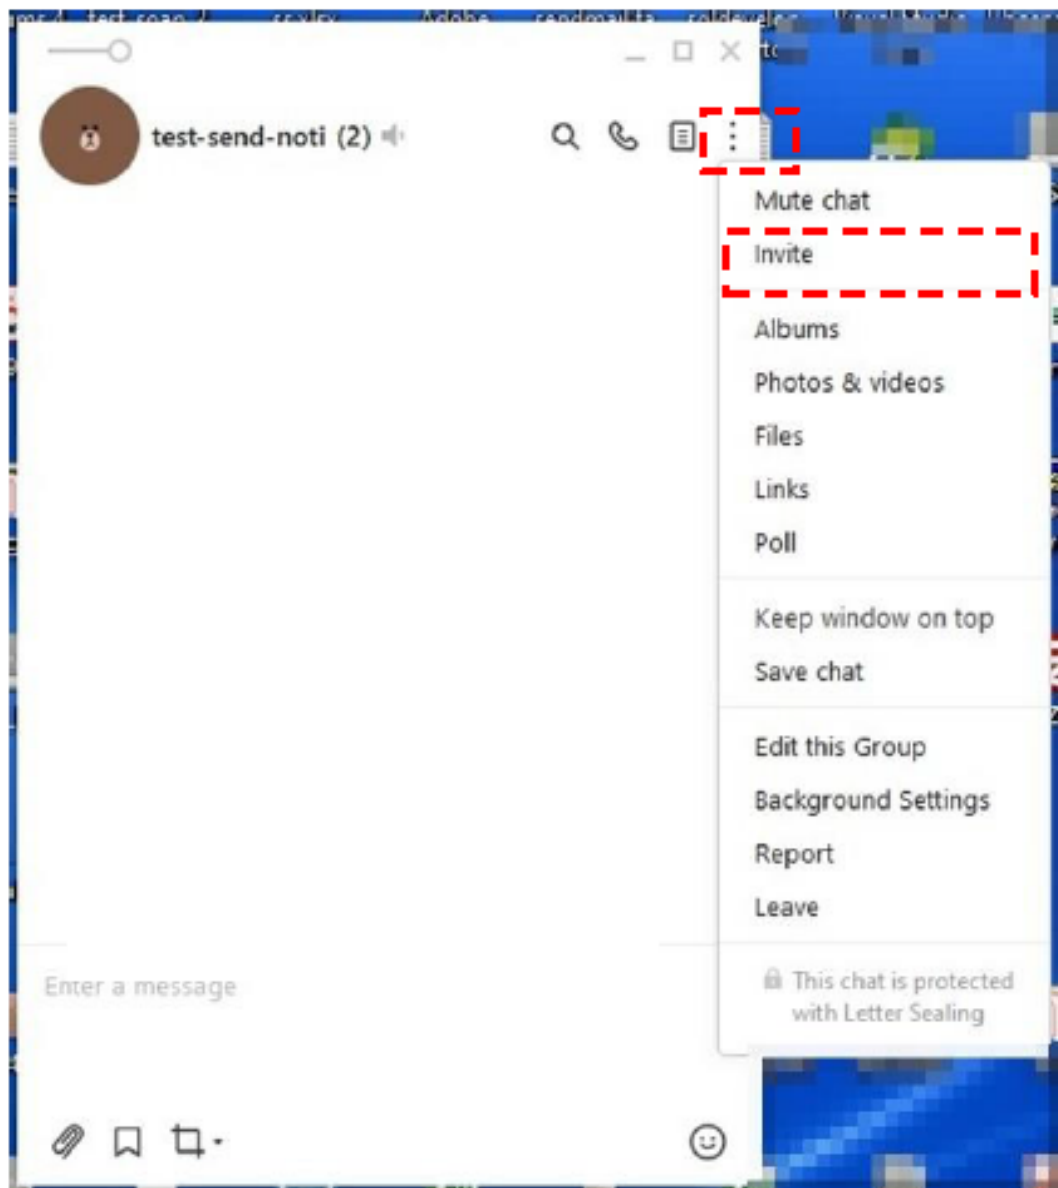 test-send-noti (2)
Mute chat
Invite
Albums
Photos & videos
Files
Links
Poll
Keep window on top
Save chat
Edit this Group
Background Settings
Report
Leave
This chat is protected
with Letter Sealing
Enter a message